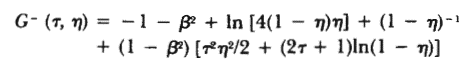 G⁻ (τ, η) = −1 − β² + ln [4(1 − η)η] + (1 − η)⁻¹
+ (1 − β²) [τ²η²/2 + (2τ + 1)ln(1 − η)]